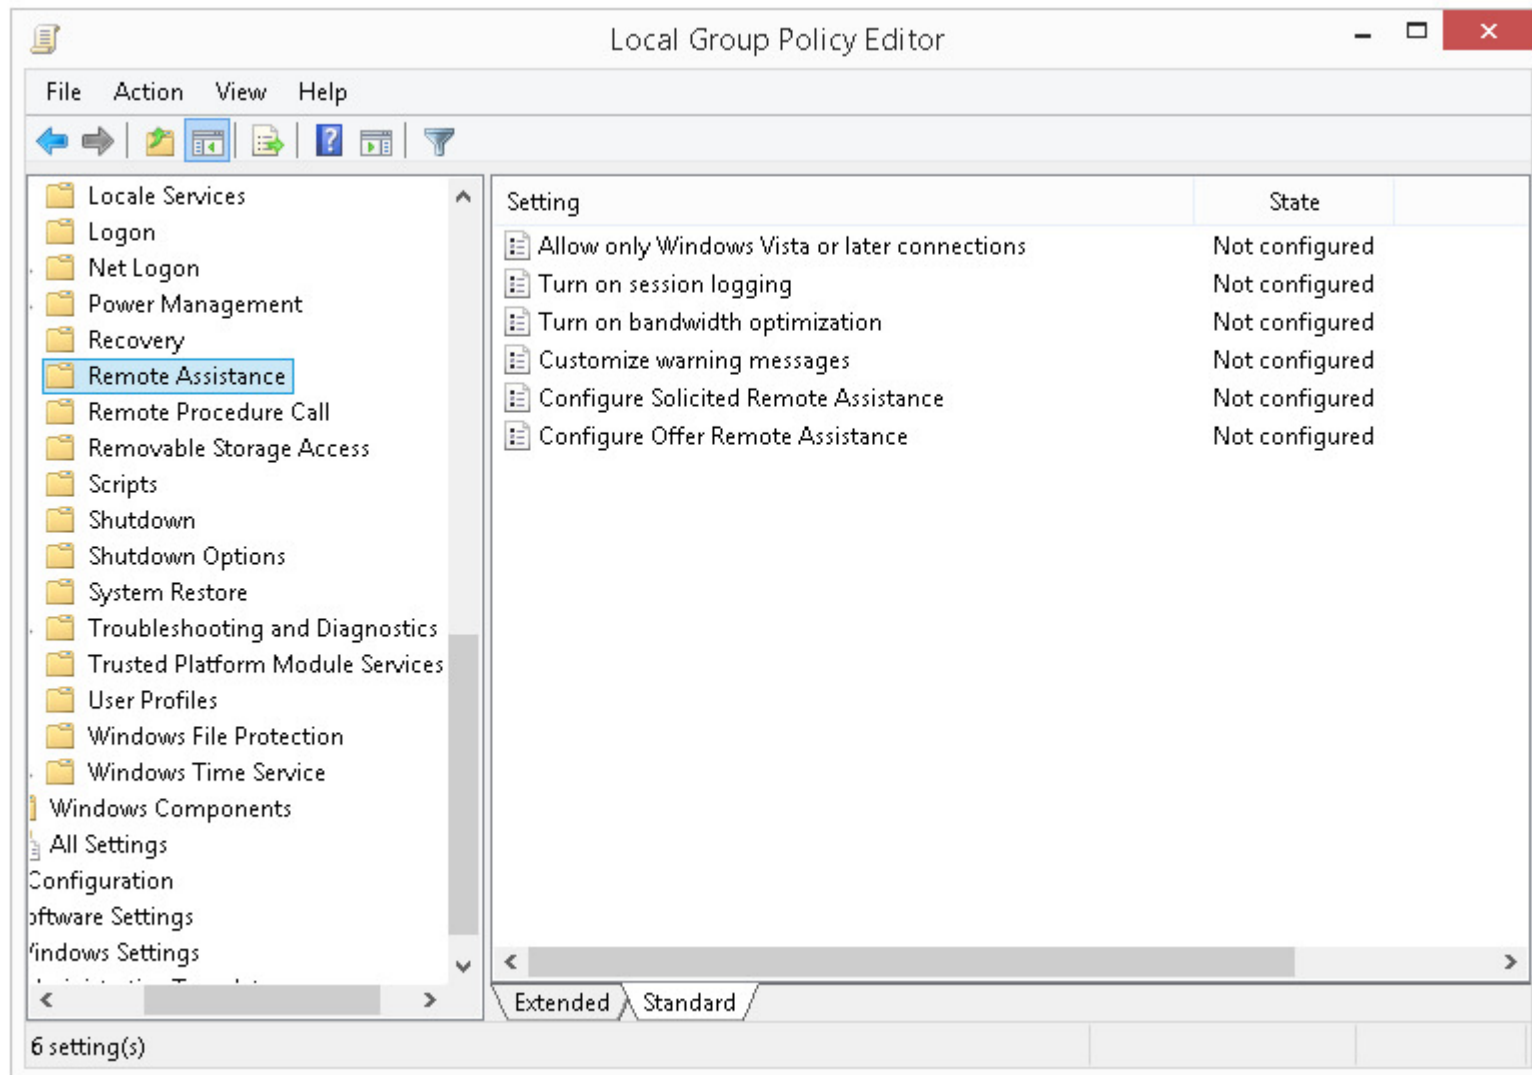 Local Group Policy Editor
File Action View Help
Locale Services
Logon
Net Logon
Power Management
Recovery
Remote Assistance
Remote Procedure Call
Removable Storage Access
Scripts
Shutdown
Shutdown Options
System Restore
Troubleshooting and Diagnostics
Trusted Platform Module Services
User Profiles
Windows File Protection
Windows Time Service
Windows Components
All Settings
Configuration
oftware Settings
indows Settings
Setting State
Allow only Windows Vista or later connections Not configured
Turn on session logging Not configured
Turn on bandwidth optimization Not configured
Customize warning messages Not configured
Configure Solicited Remote Assistance Not configured
Configure Offer Remote Assistance Not configured
Extended Standard
6 setting(s)